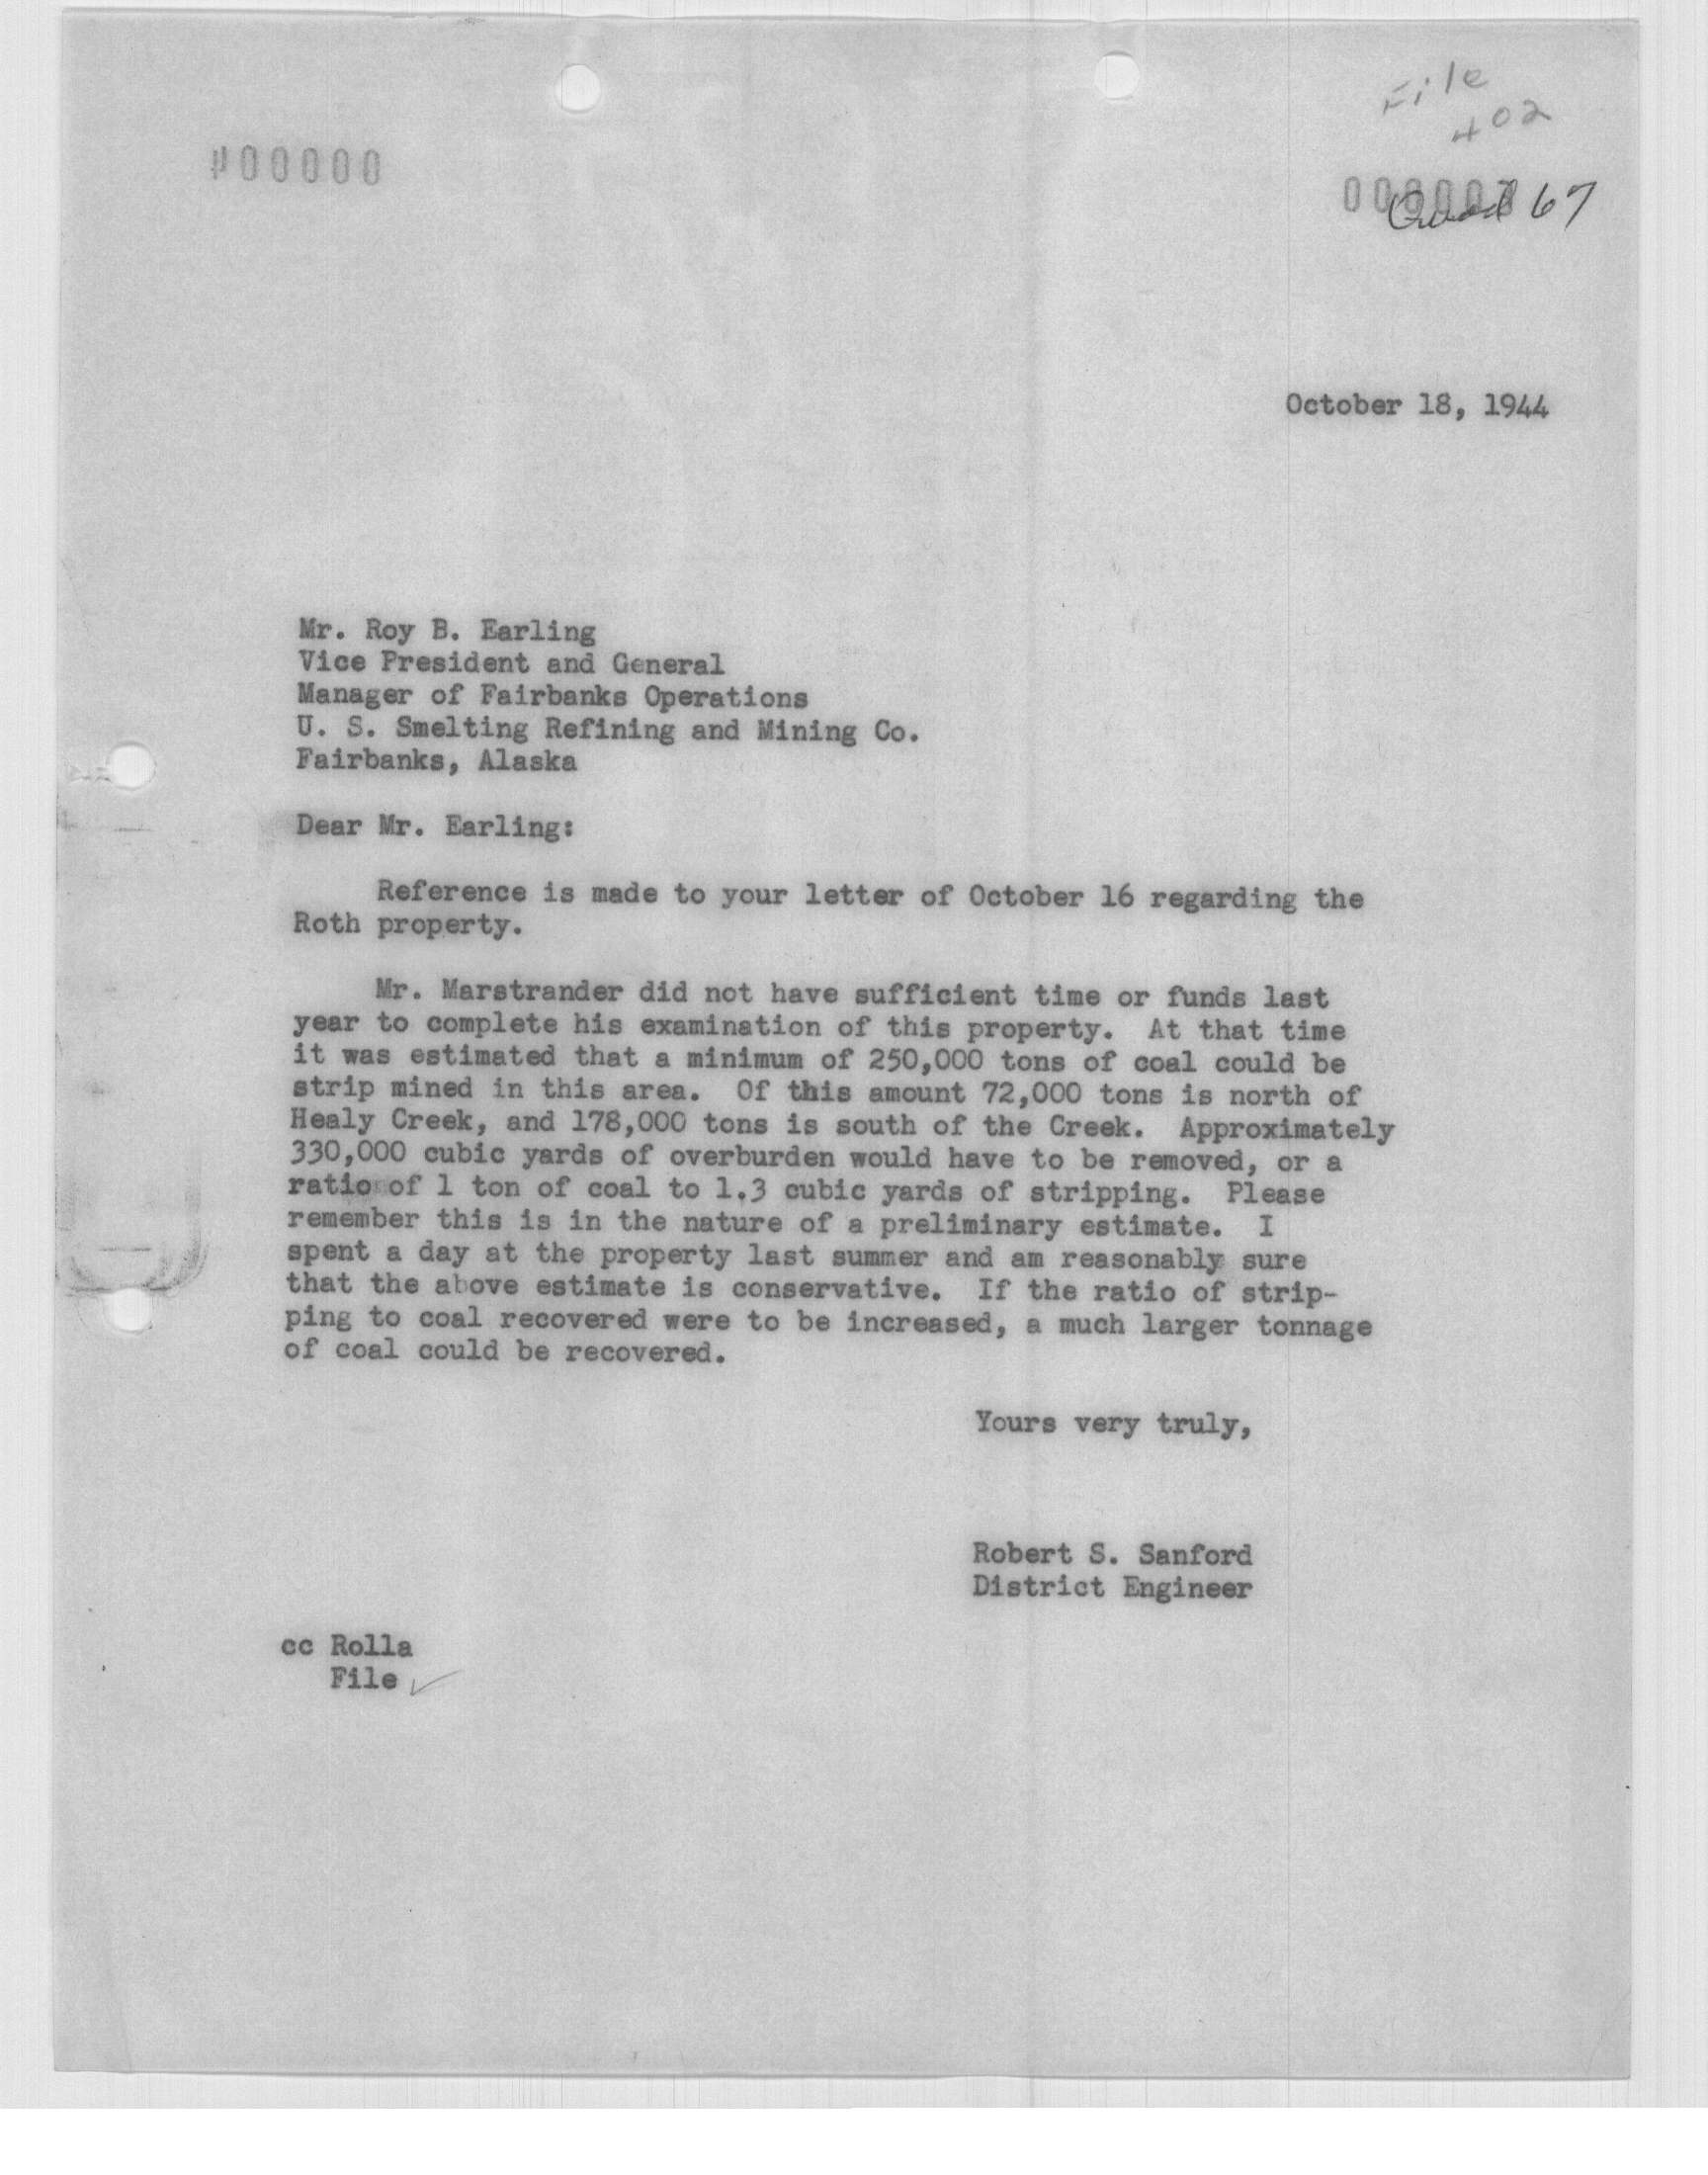 File
402
#00000
Quad 67
October 18, 1944
Mr. Roy B. Earling
Vice President and General
Manager of Fairbanks Operations
U. S. Smelting Refining and Mining Co.
Fairbanks, Alaska
Dear Mr. Earling:
Reference is made to your letter of October 16 regarding the
Roth property.
Mr. Marstrander did not have sufficient time or funds last
year to complete his examination of this property. At that time
it was estimated that a minimum of 250,000 tons of coal could be
strip mined in this area. Of this amount 72,000 tons is north of
Healy Creek, and 178,000 tons is south of the Creek. Approximately
330,000 cubic yards of overburden would have to be removed, or a
ratio of 1 ton of coal to 1.3 cubic yards of stripping. Please
remember this is in the nature of a preliminary estimate. I
spent a day at the property last summer and am reasonably sure
that the above estimate is conservative. If the ratio of strip-
ping to coal recovered were to be increased, a much larger tonnage
of coal could be recovered.
Yours very truly,
Robert S. Sanford
District Engineer
cc Rolla
File